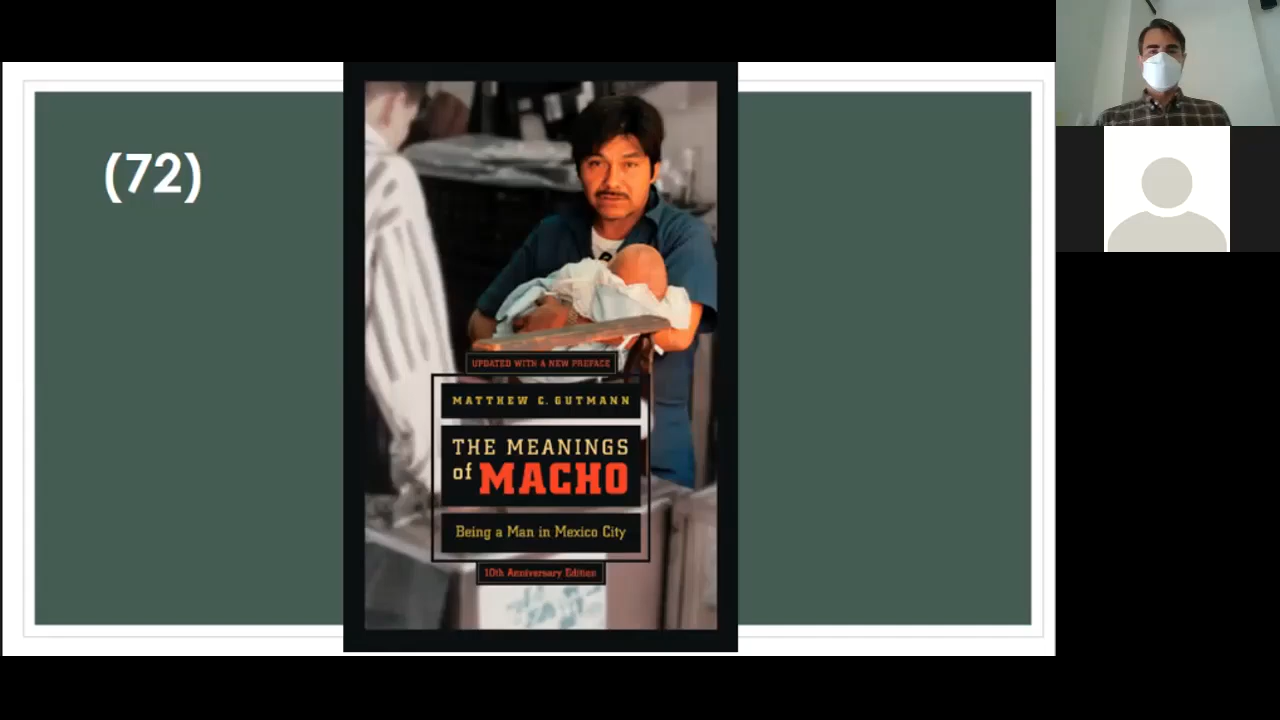 (72)
UPDATED WITH A NEW PREFACE
MATTHEW C. GUTMANN
THE MEANINGS
of MACHO
Being a Man in Mexico City
10th Anniversary Edition